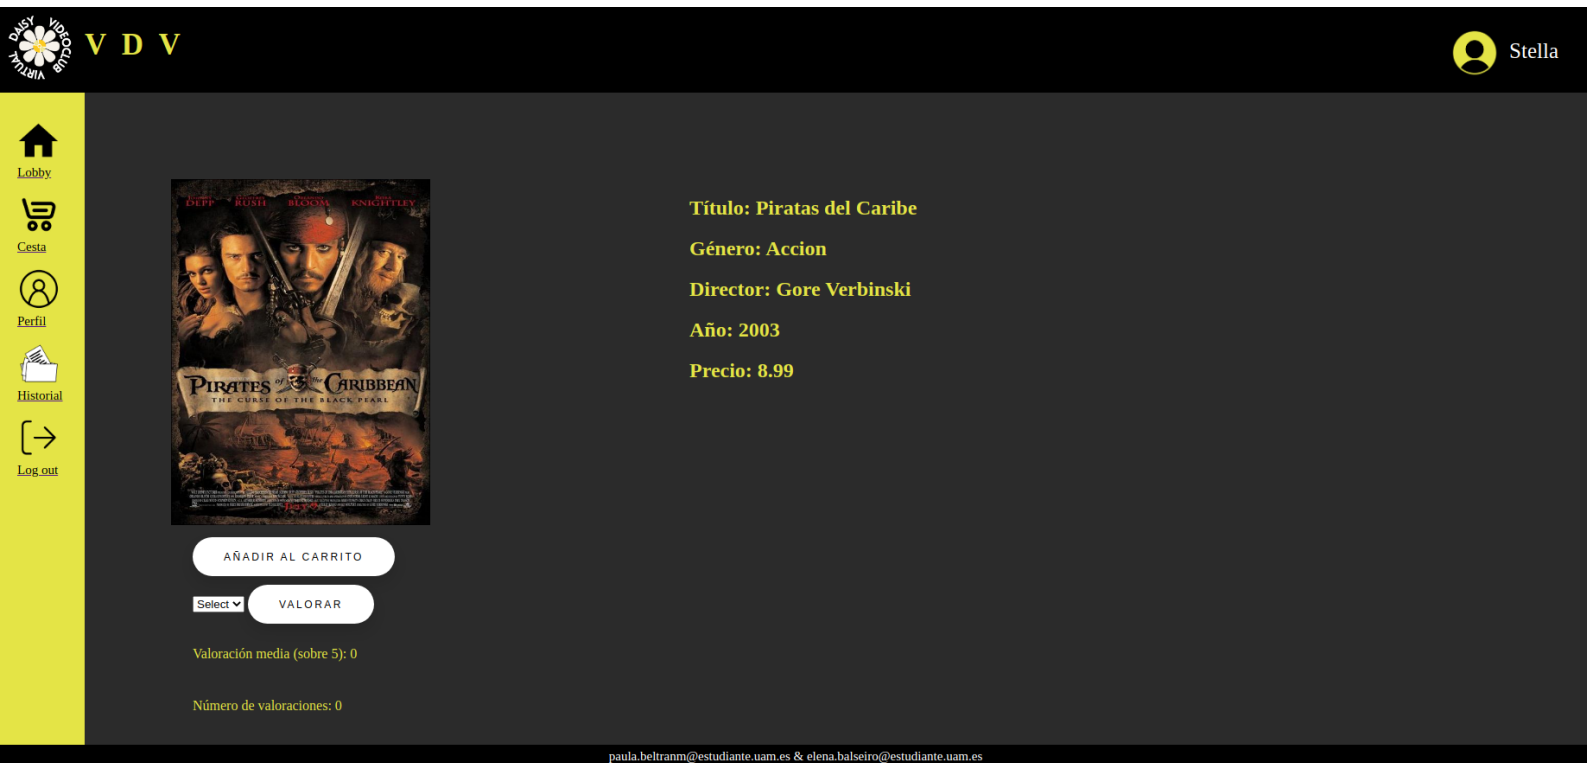 DAISY VIDEOCLUB VIRTUAL
V D V
Stella
Lobby
Cesta
Perfil
Historial
Log out
DEPP RUSH BLOOM KNIGHTLEY
PIRATES of the CARIBBEAN
THE CURSE OF THE BLACK PEARL
Título: Piratas del Caribe
Género: Accion
Director: Gore Verbinski
Año: 2003
Precio: 8.99
AÑADIR AL CARRITO
Select VALORAR
Valoración media (sobre 5): 0
Número de valoraciones: 0
paula.beltranm@estudiante.uam.es & elena.balseiro@estudiante.uam.es